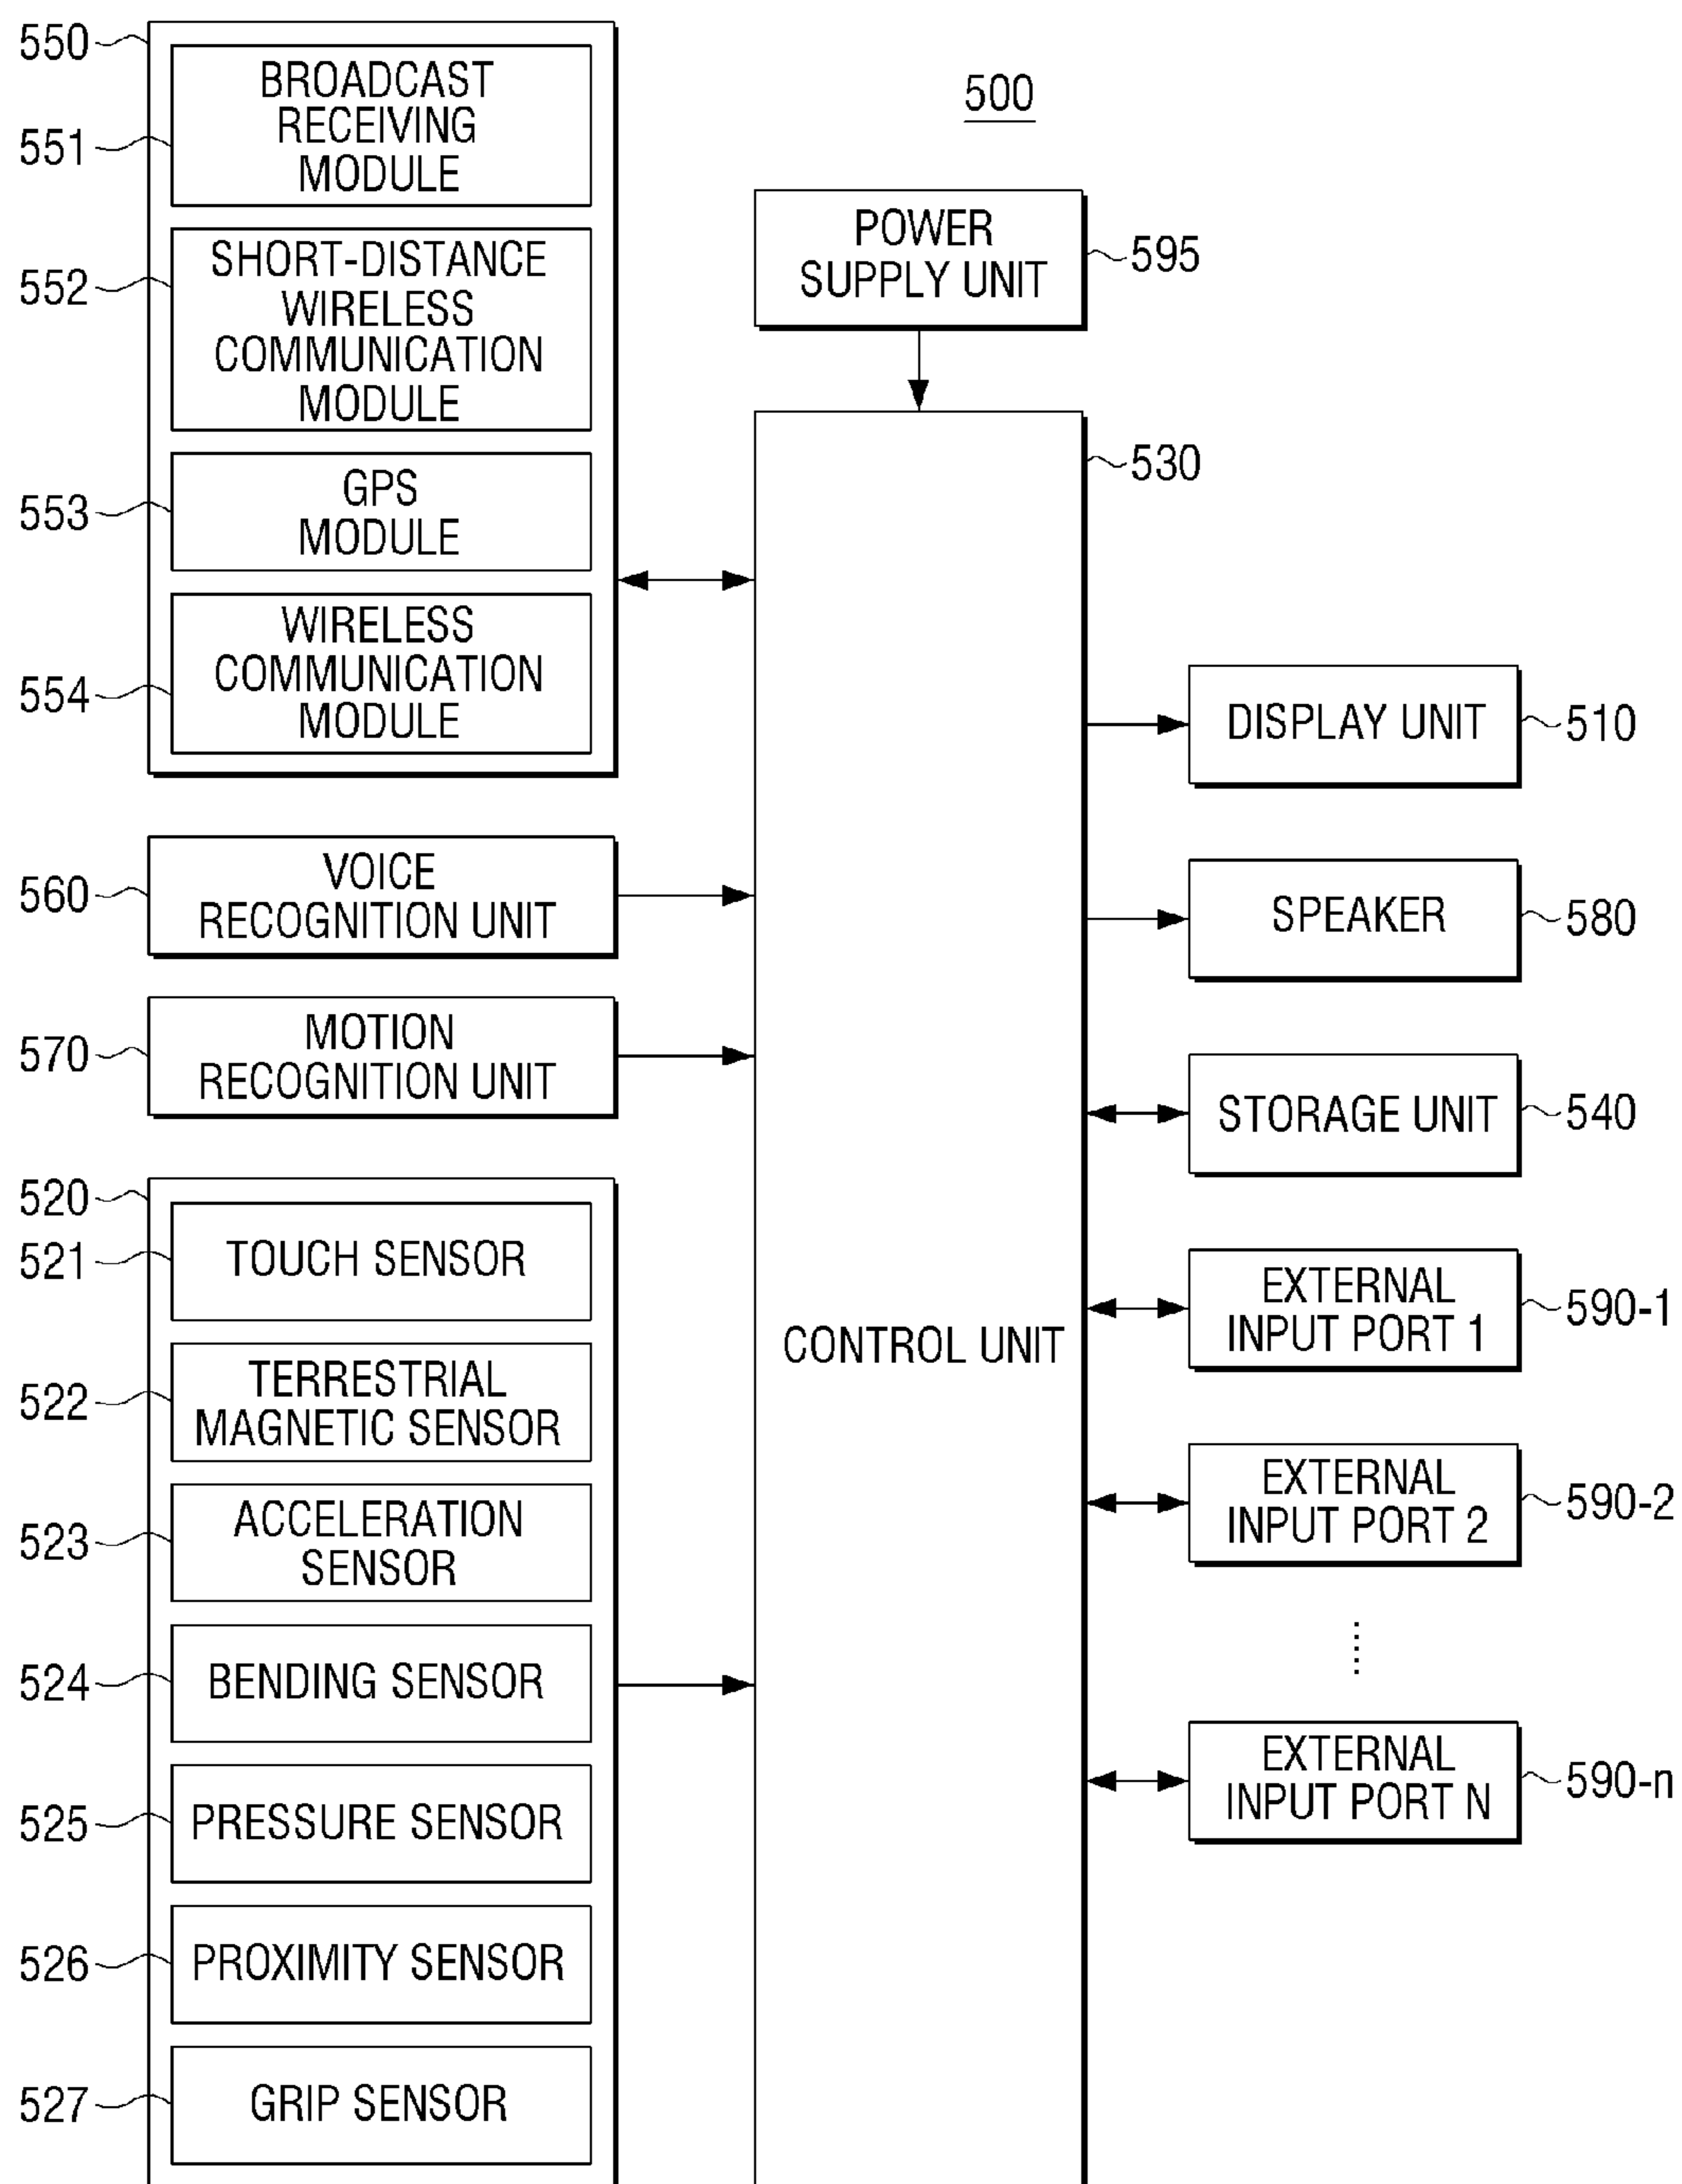 550
BROADCAST
RECEIVING
MODULE
551
SHORT-DISTANCE
WIRELESS
COMMUNICATION
MODULE
552
GPS
MODULE
553
WIRELESS
COMMUNICATION
MODULE
554
VOICE
RECOGNITION UNIT
560
MOTION
RECOGNITION UNIT
570
520
TOUCH SENSOR
521
TERRESTRIAL
MAGNETIC SENSOR
522
ACCELERATION
SENSOR
523
BENDING SENSOR
524
PRESSURE SENSOR
525
PROXIMITY SENSOR
526
GRIP SENSOR
527
500
POWER
SUPPLY UNIT
595
530
CONTROL UNIT
DISPLAY UNIT
510
SPEAKER
580
STORAGE UNIT
540
EXTERNAL
INPUT PORT 1
590-1
EXTERNAL
INPUT PORT 2
590-2
EXTERNAL
INPUT PORT N
590-n